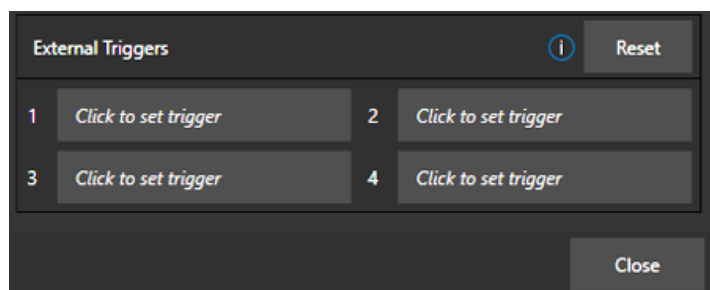 External Triggers Reset
1 Click to set trigger 2 Click to set trigger
3 Click to set trigger 4 Click to set trigger
Close